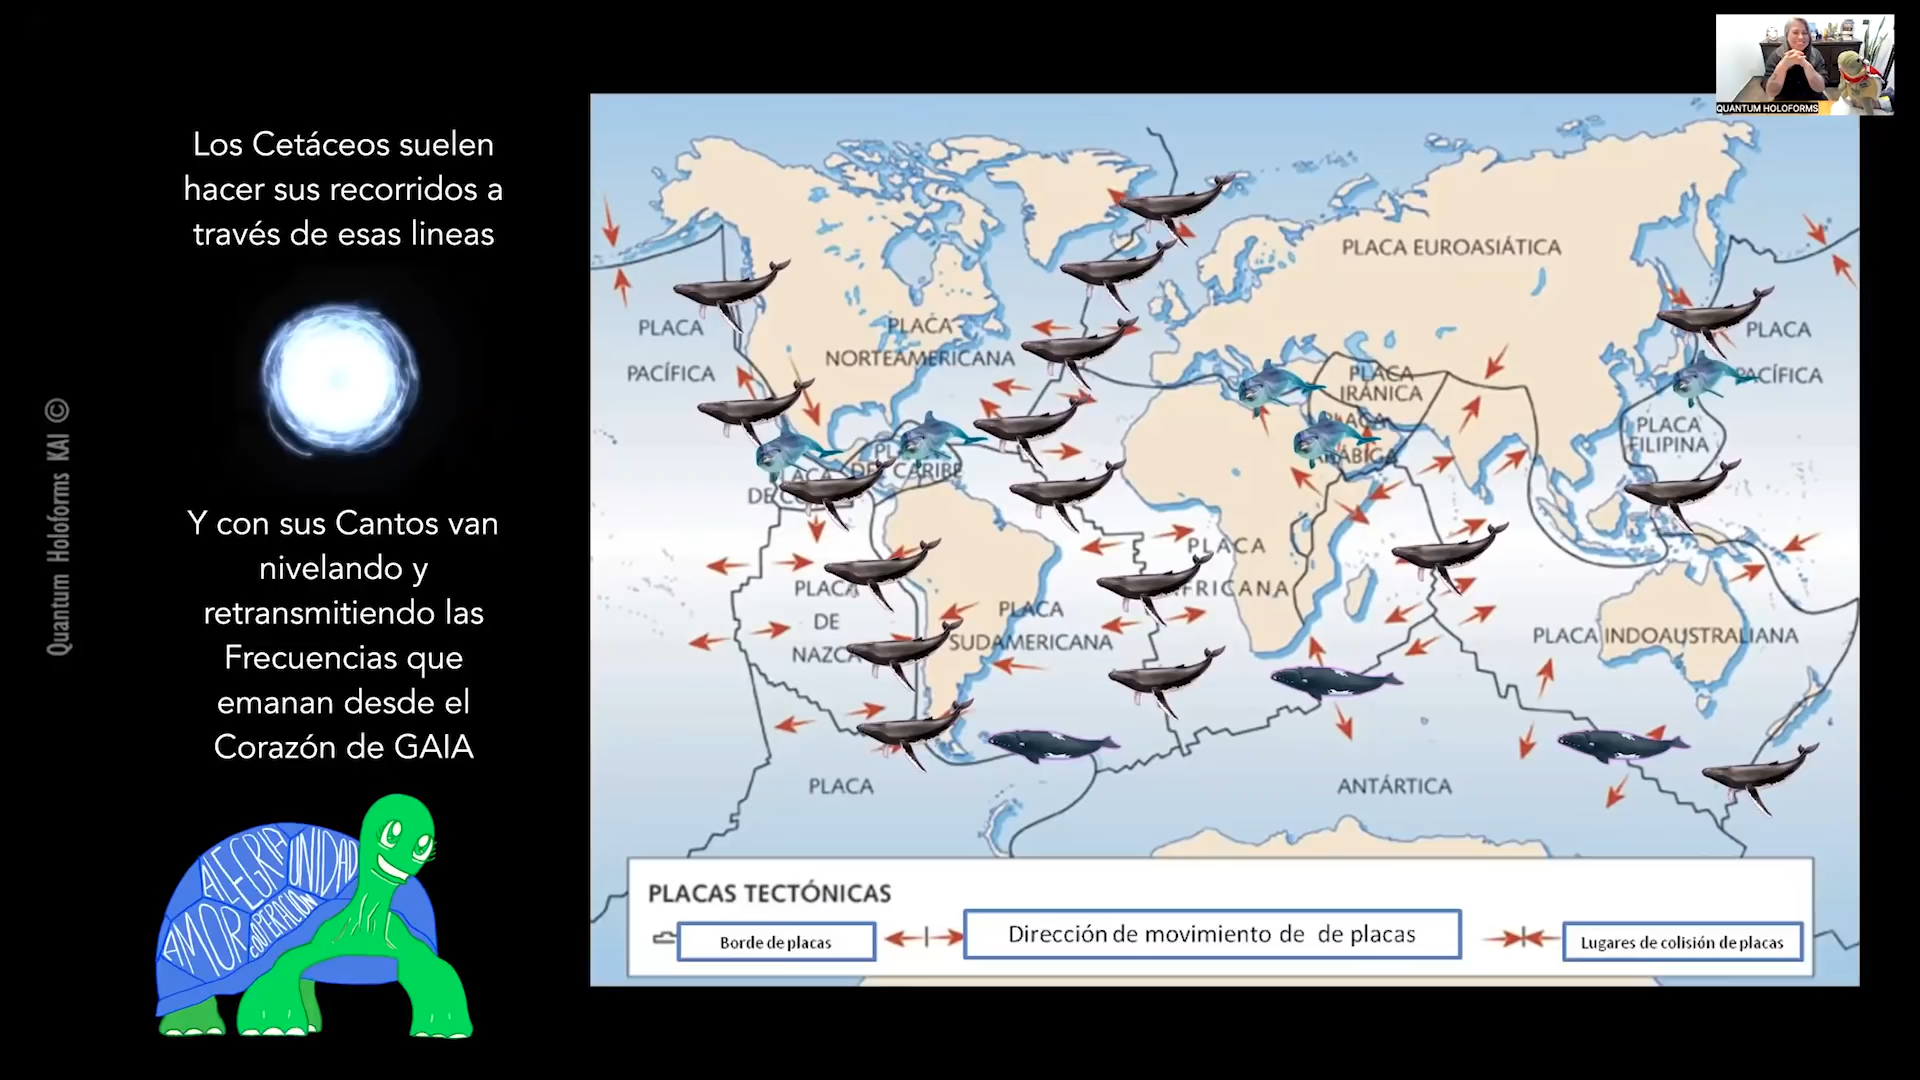 QUANTUM HOLOFORMS
Los Cetáceos suelen
hacer sus recorridos a
través de esas lineas
Y con sus Cantos van
nivelando y
retransmitiendo las
Frecuencias que
emanan desde el
Corazón de GAIA
Quantum Holoforms KAI ©
ALEGRIA
UNIDAD
AMOR
COOPERACIÓN
PLACA EUROASIÁTICA
PLACA
PACÍFICA
PLACA
NORTEAMERICANA
PLACA
IRÁNICA
PLACA
PACÍFICA
PLACA
FILIPINA
DEL CARIBE
PLACA
DE
NAZCA
PLACA
SUDAMERICANA
PLACA
PLACA INDOAUSTRALIANA
PLACA
ANTÁRTICA
PLACAS TECTÓNICAS
Borde de placas
Dirección de movimiento de de placas
Lugares de colisión de placas